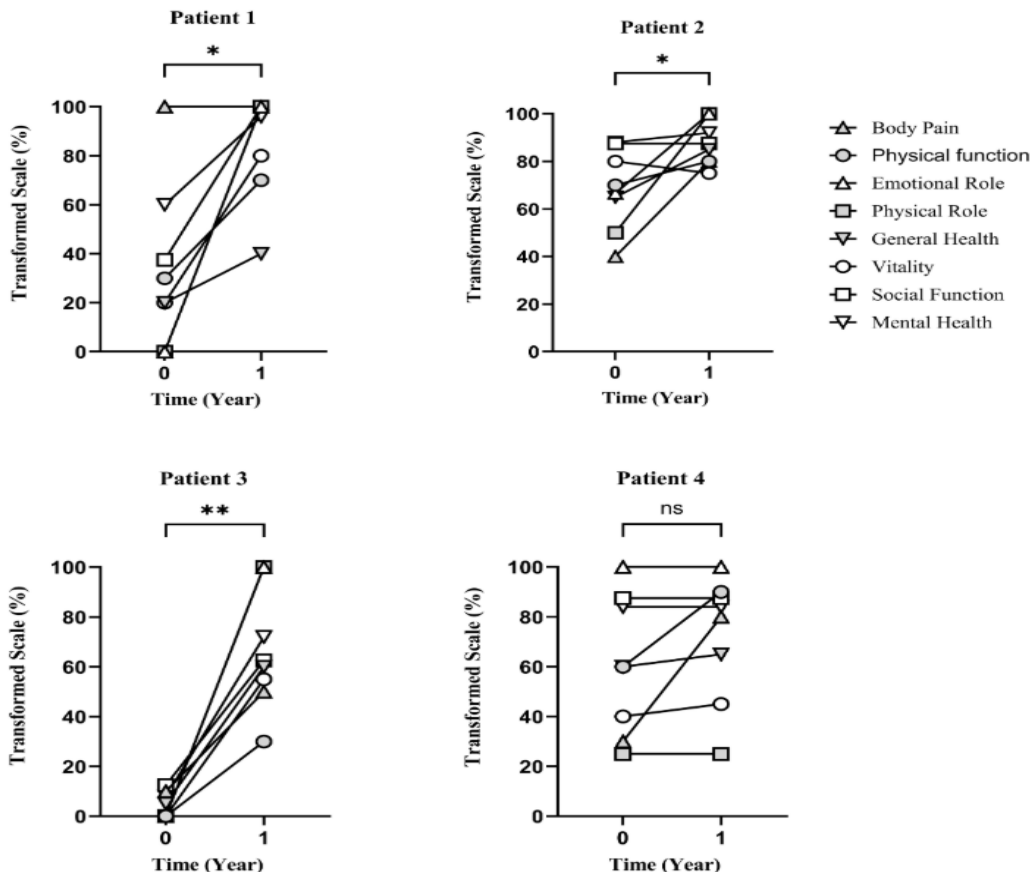 Patient 1
*
Transformed Scale (%)
100
80
60
40
20
0
0 1
Time (Year)
Patient 2
*
Transformed Scale (%)
100
80
60
40
20
0
0 1
Time (Year)
Body Pain
Physical function
Emotional Role
Physical Role
General Health
Vitality
Social Function
Mental Health
Patient 3
**
Transformed Scale (%)
100
80
60
40
20
0
0 1
Time (Year)
Patient 4
ns
Transformed Scale (%)
100
80
60
40
20
0
0 1
Time (Year)